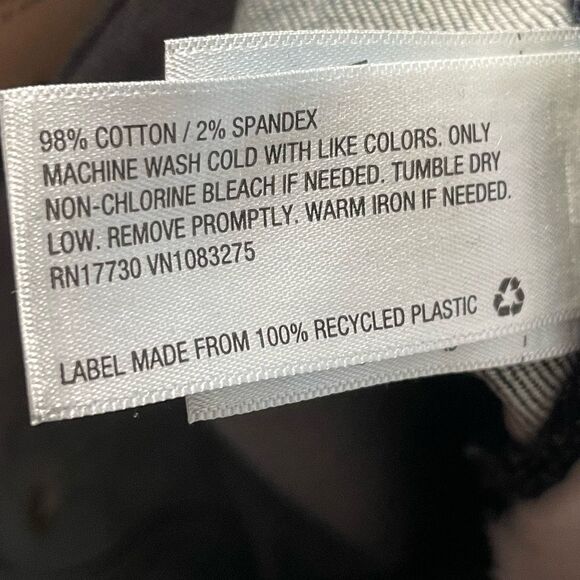 98% COTTON / 2% SPANDEX
MACHINE WASH COLD WITH LIKE COLORS. ONLY
NON-CHLORINE BLEACH IF NEEDED. TUMBLE DRY
LOW. REMOVE PROMPTLY. WARM IRON IF NEEDED.
RN17730 VN1083275
LABEL MADE FROM 100% RECYCLED PLASTIC